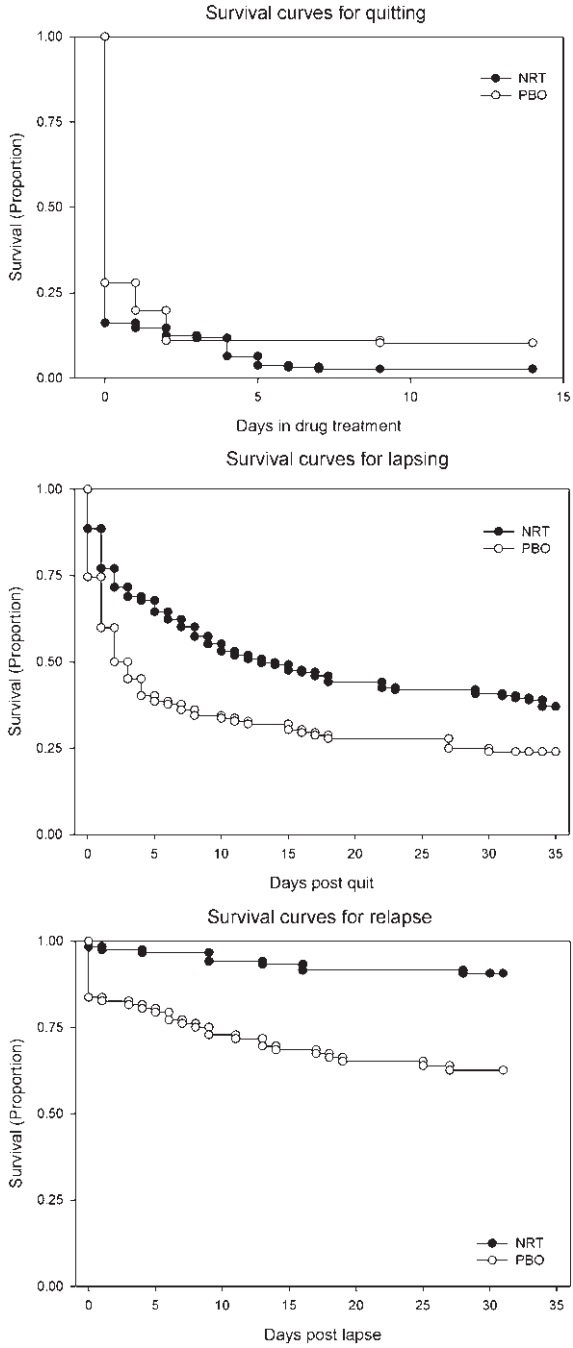 Survival curves for quitting
1.00
0.75
0.50
0.25
0.00
Survival (Proportion)
NRT
PBO
0 5 10 15
Days in drug treatment
Survival curves for lapsing
1.00
0.75
0.50
0.25
0.00
Survival (Proportion)
NRT
PBO
0 5 10 15 20 25 30 35
Days post quit
Survival curves for relapse
1.00
0.75
0.50
0.25
0.00
Survival (Proportion)
NRT
PBO
0 5 10 15 20 25 30 35
Days post lapse